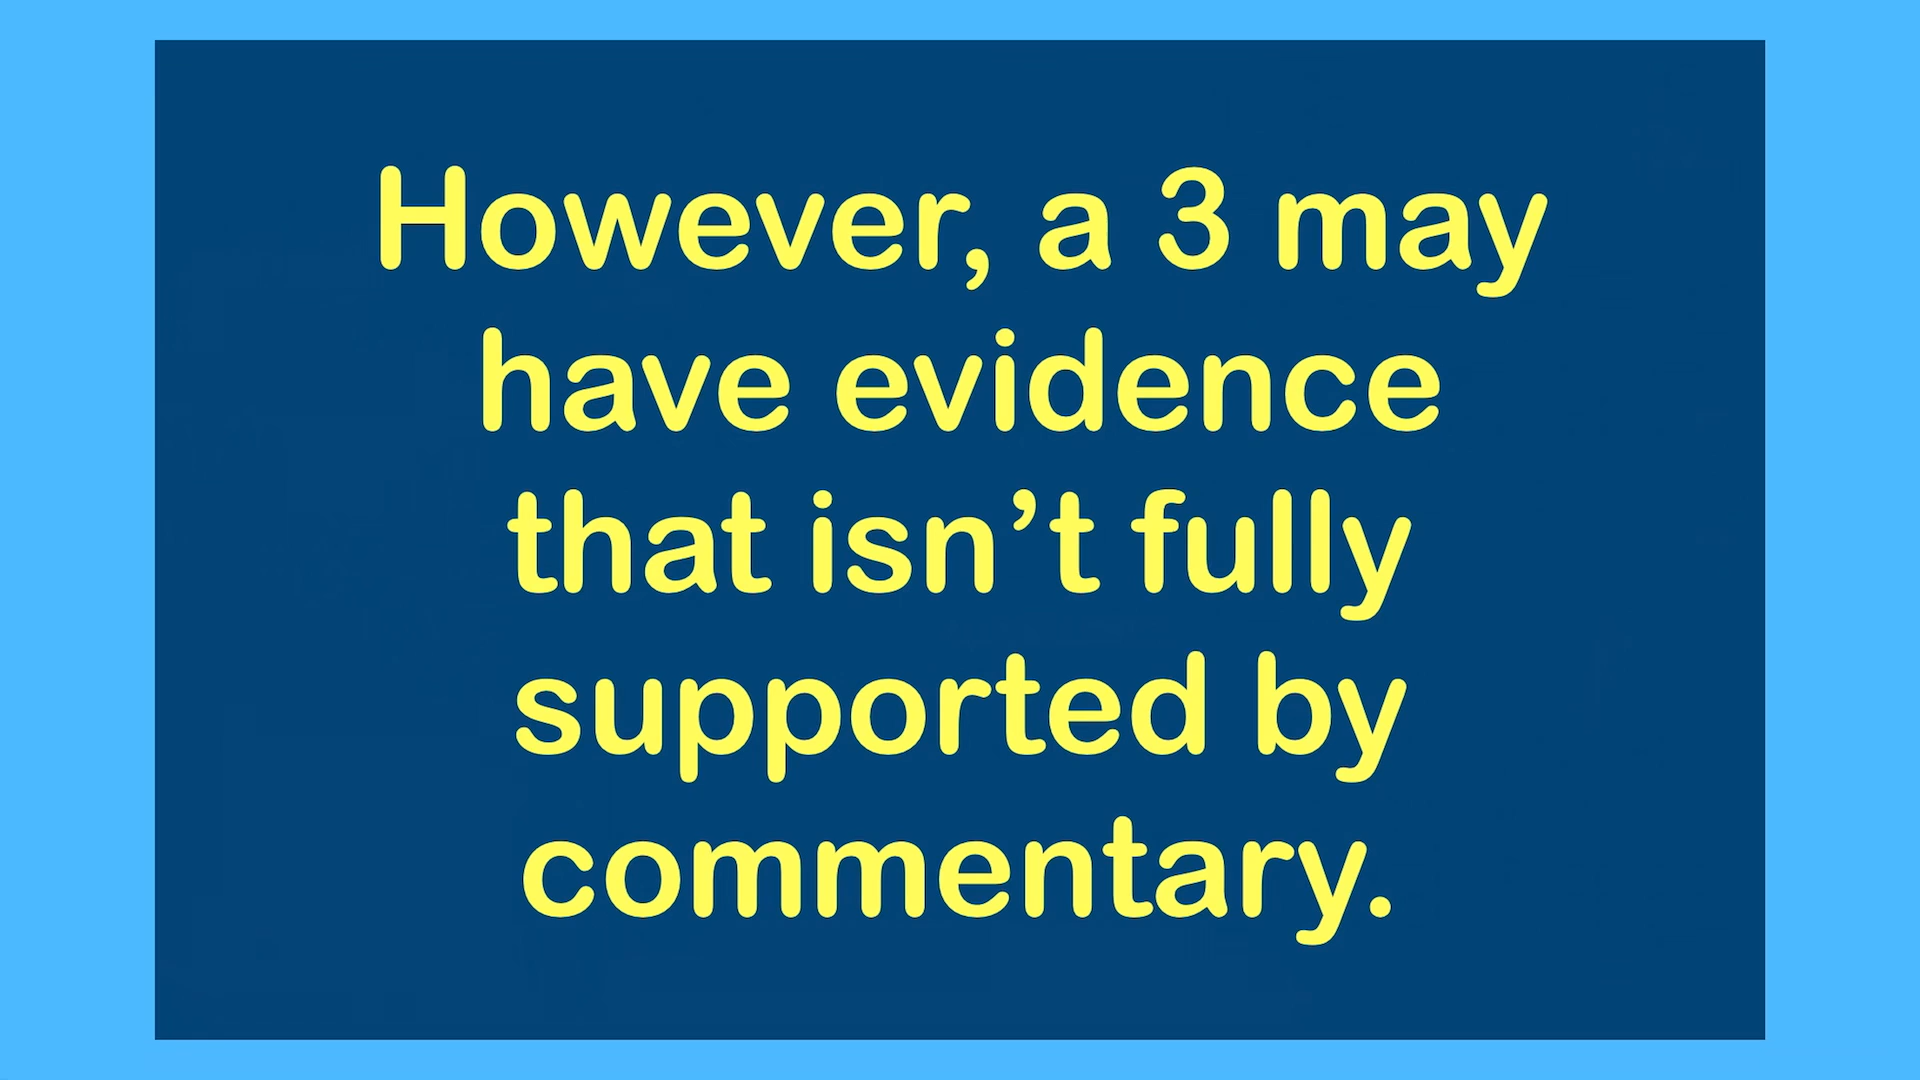 However, a 3 may
have evidence
that isn’t fully
supported by
commentary.